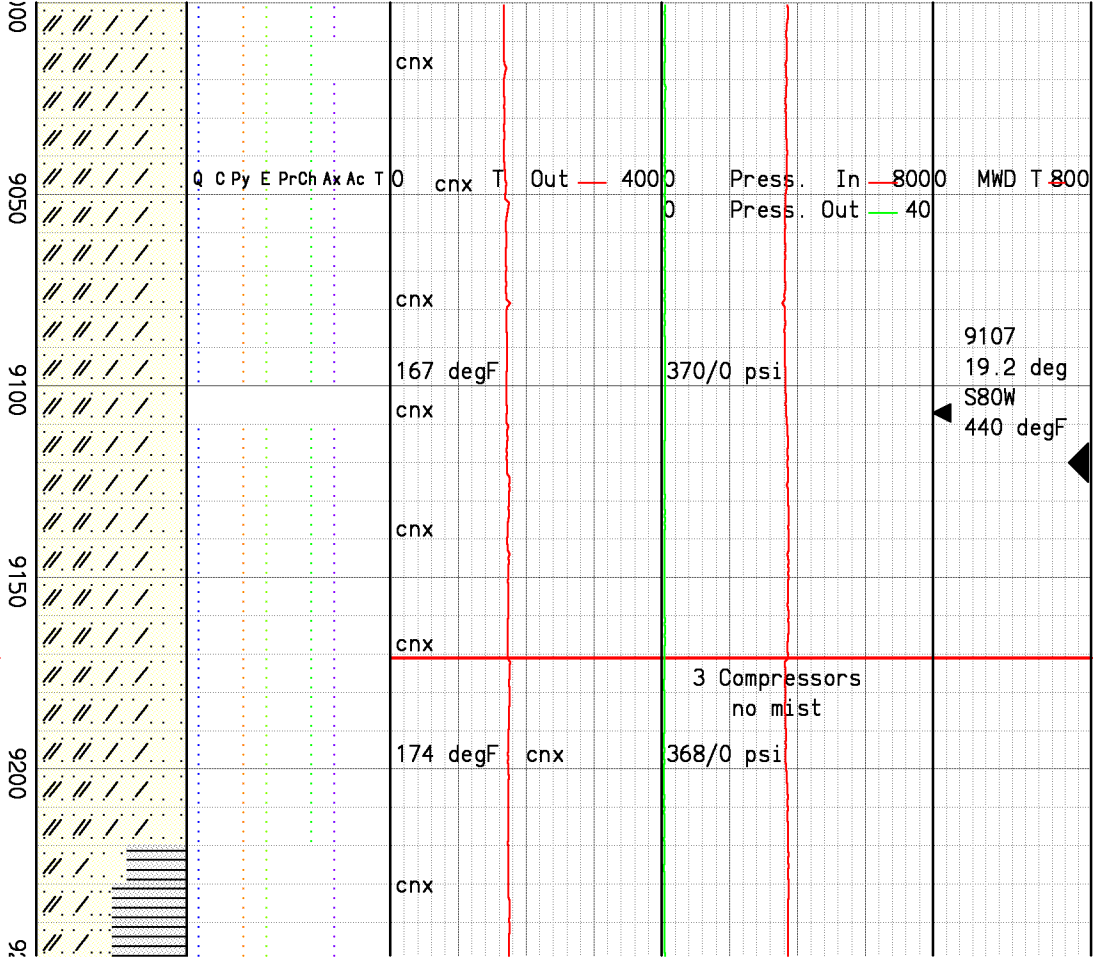 000
cnx
Q C Py E PrCh Ax Ac T
0 cnx T Out 400
0 Press. In 800
0 MWD T 800
0 Press. Out 40
9050
cnx
9107
19.2 deg
S80W
440 degF
167 degF
370/0 psi
9100
cnx
cnx
9150
cnx
3 Compressors
no mist
174 degF cnx
368/0 psi
9200
cnx